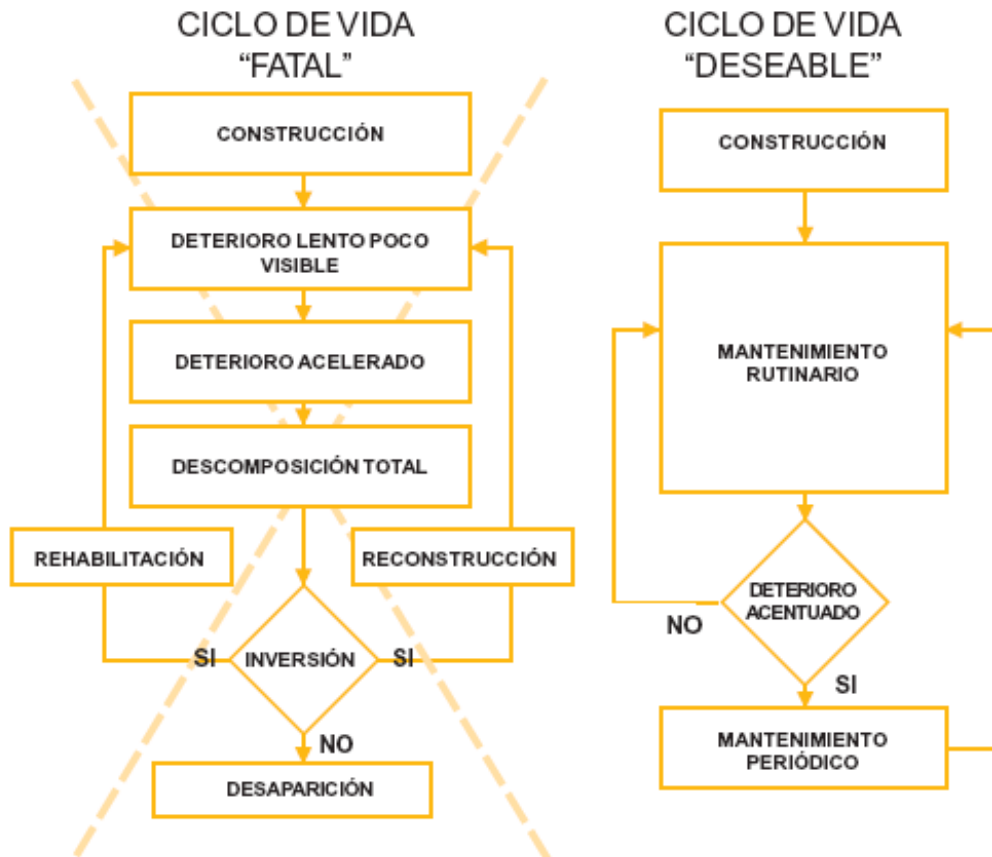 CICLO DE VIDA
“FATAL”
CONSTRUCCIÓN
DETERIORO LENTO POCO
VISIBLE
DETERIORO ACELERADO
DESCOMPOSICIÓN TOTAL
REHABILITACIÓN
RECONSTRUCCIÓN
SI
INVERSIÓN
SI
NO
DESAPARICIÓN
CICLO DE VIDA
“DESEABLE”
CONSTRUCCIÓN
MANTENIMIENTO
RUTINARIO
DETERIORO
ACENTUADO
NO
SI
MANTENIMIENTO
PERIÓDICO